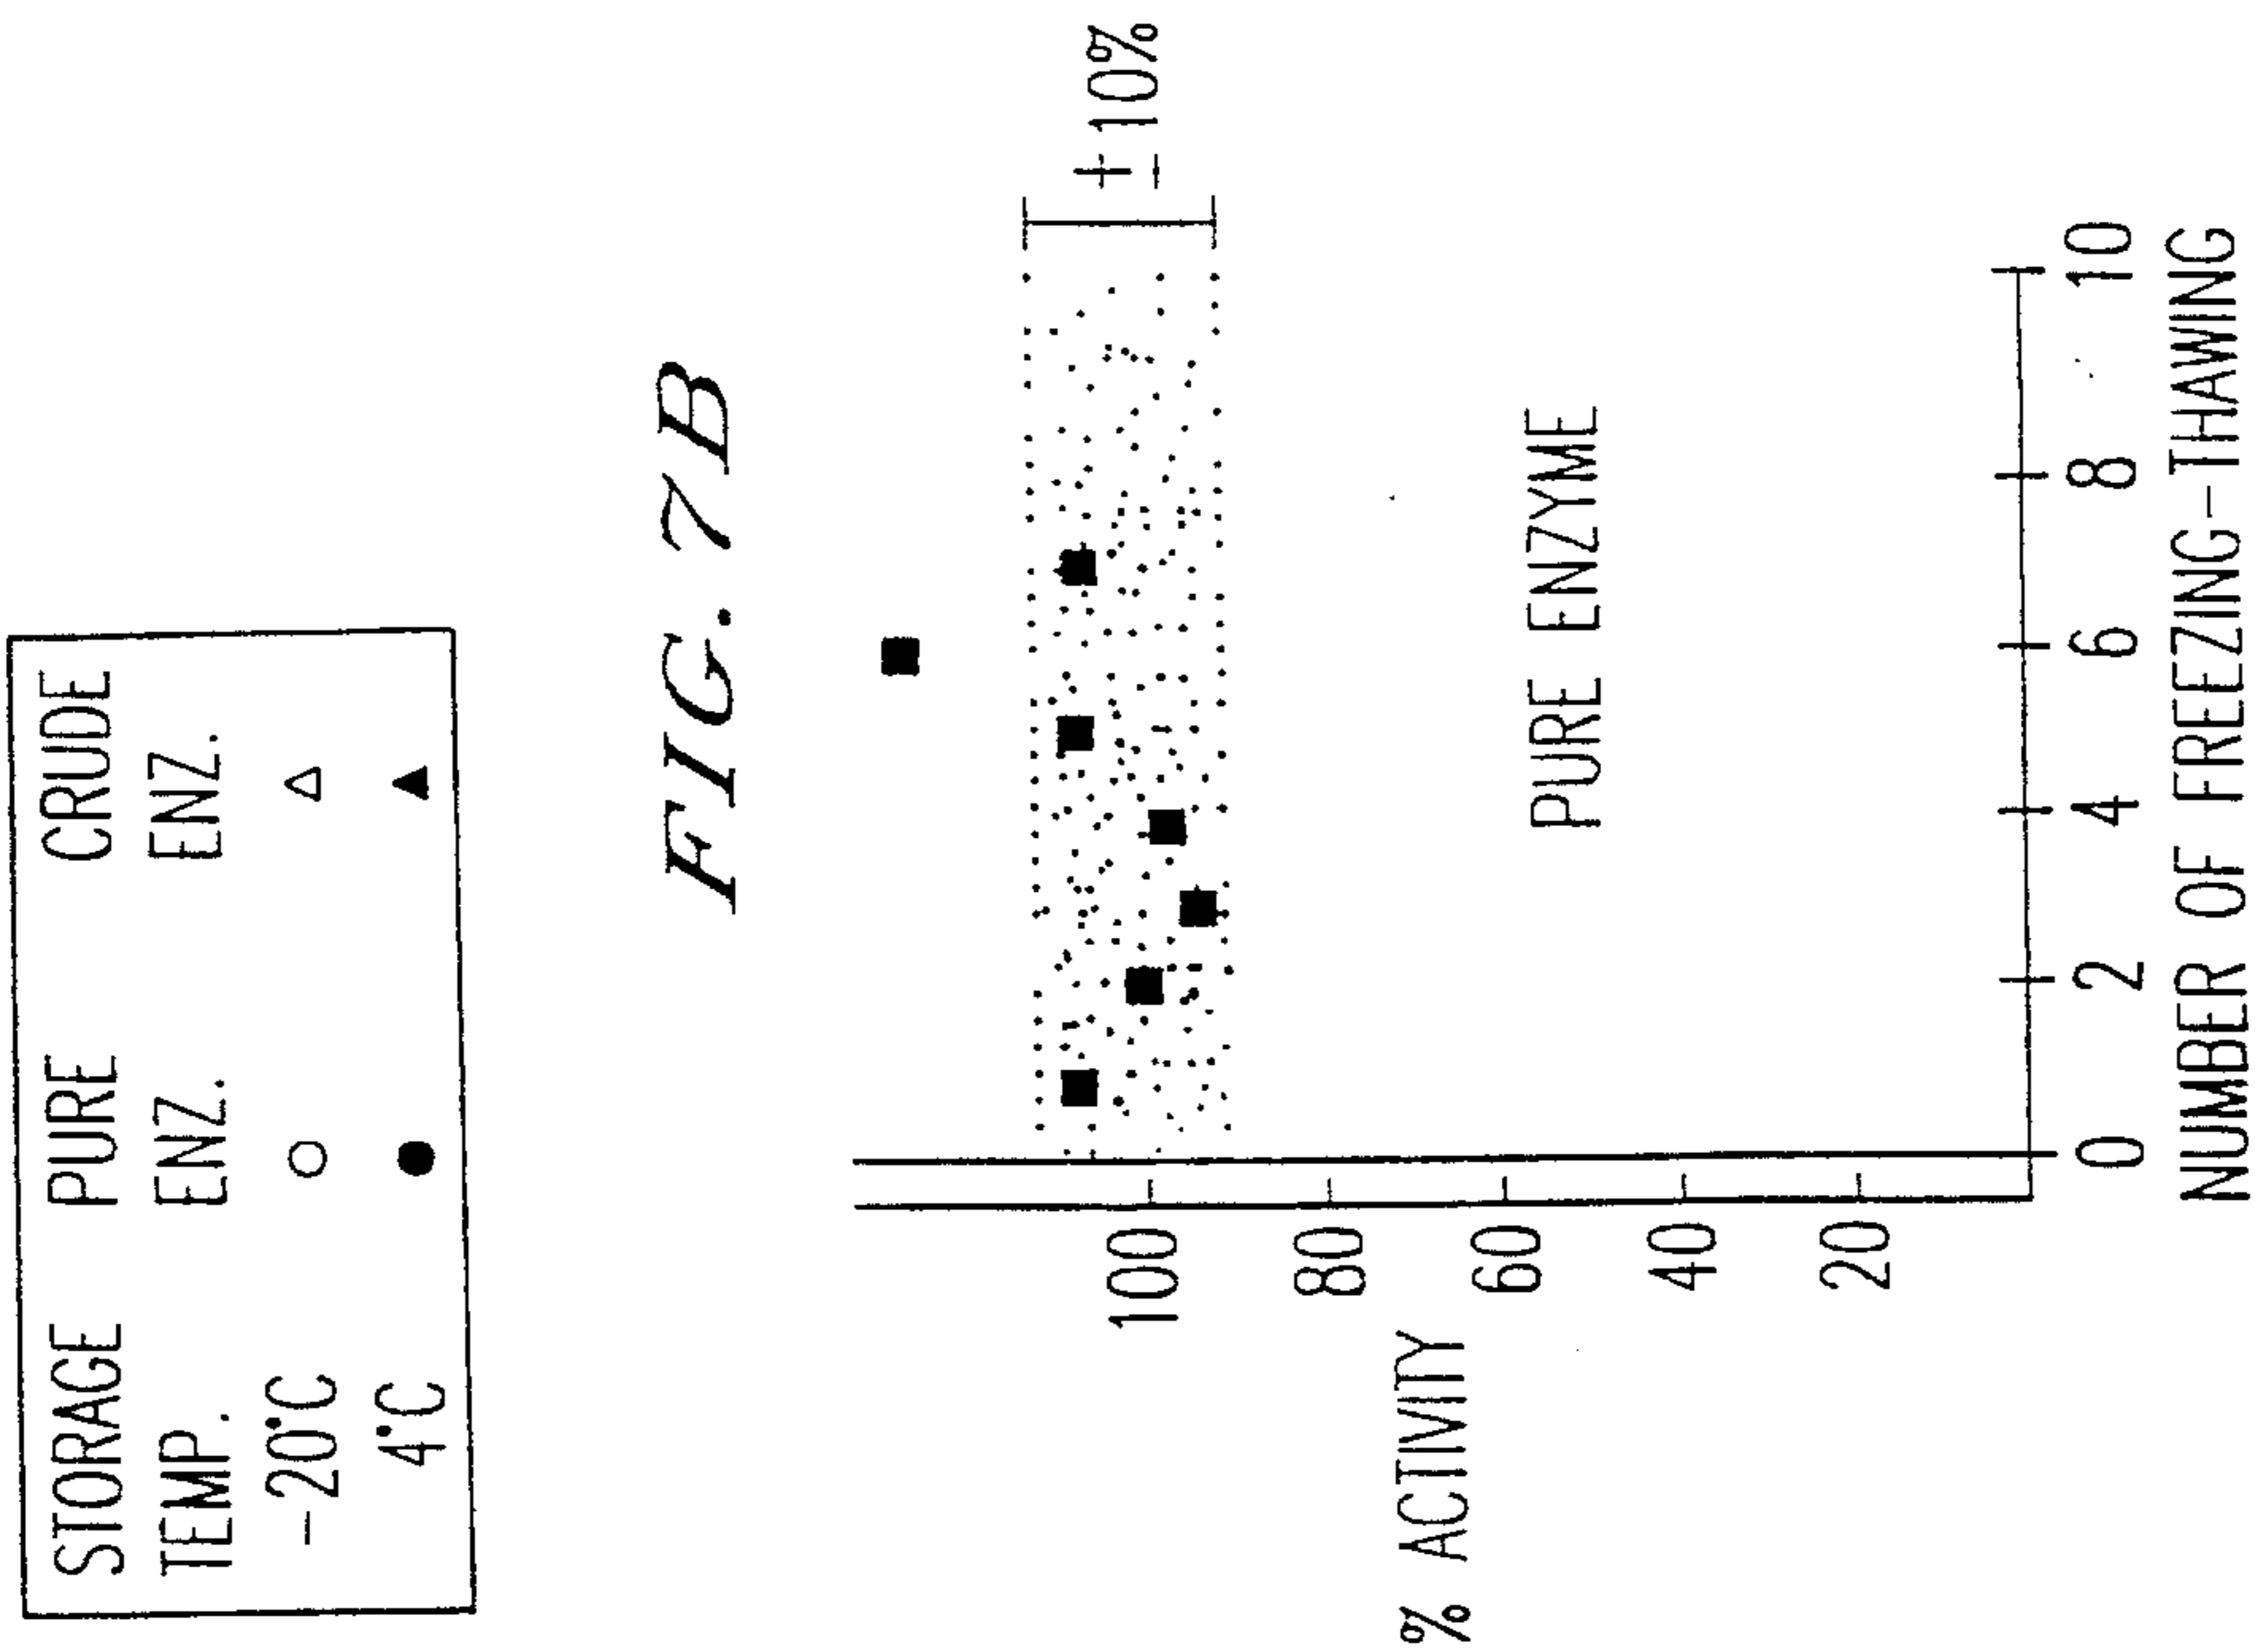 STORAGE PURE CRUDE
TEMP. ENZ. ENZ.
-20°C
4°C
FIG. 7B
± 10%
100
80
60
40
20
% ACTIVITY
PURE ENZYME
0 2 4 6 8 10
NUMBER OF FREEZING-THAWING